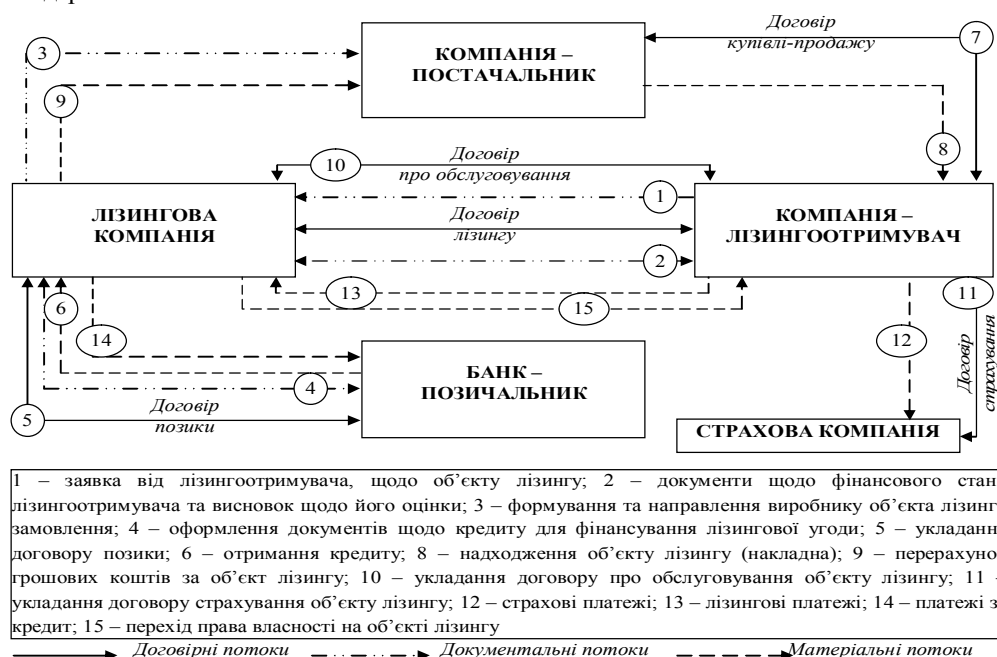 3
КОМПАНІЯ –
ПОСТАЧАЛЬНИК
Договір
купівлі-продажу
7
9
8
10
Договір
про обслуговування
1
ЛІЗИНГОВА
КОМПАНІЯ
Договір
лізингу
КОМПАНІЯ –
ЛІЗИНГООТРИМУВАЧ
2
13
15
11
6
14
12
Договір
страхування
БАНК –
ПОЗИЧАЛЬНИК
4
5
Договір
позики
СТРАХОВА КОМПАНІЯ
1 – заявка від лізингоотримувача, щодо об’єкту лізингу; 2 – документи щодо фінансового стан
лізингоотримувача та висновок щодо його оцінки; 3 – формування та направлення виробнику об’єкта лізинг
замовлення; 4 – оформлення документів щодо кредиту для фінансування лізингової угоди; 5 – укладанн
договору позики; 6 – отримання кредиту; 8 – надходження об’єкту лізингу (накладна); 9 – перерахуно
грошових коштів за об’єкт лізингу; 10 – укладання договору про обслуговування об’єкту лізингу; 11 –
укладання договору страхування об’єкту лізингу; 12 – страхові платежі; 13 – лізингові платежі; 14 – платежі з
кредит; 15 – перехід права власності на об’єкті лізингу
Договірні потоки Документальні потоки Матеріальні потоки